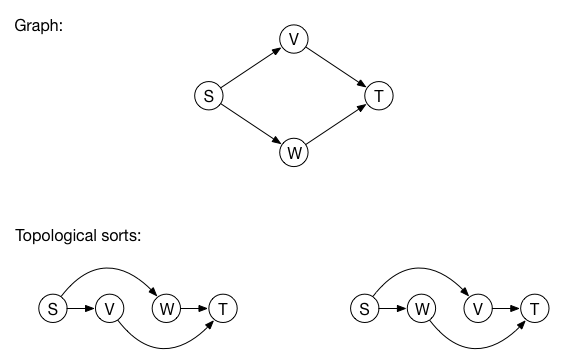 Graph:
V
S
T
W
Topological sorts:
S V W T
S W V T